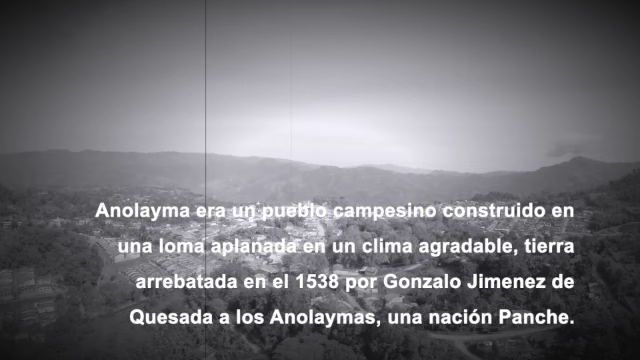 Anolayma era un pueblo campesino construido en
una loma aplanada en un clima agradable, tierra
arrebatada en el 1538 por Gonzalo Jimenez de
Quesada a los Anolaymas, una nación Panche.